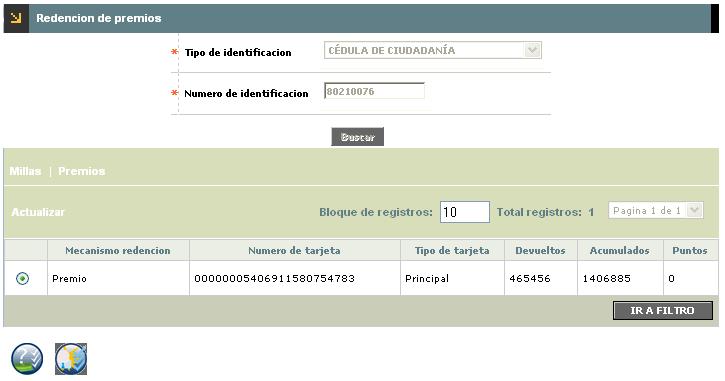 Redencion de premios
* Tipo de identificacion CÉDULA DE CIUDADANÍA
* Numero de identificacion 80210076
Buscar
Millas | Premios
Actualizar Bloque de registros: 10 Total registros: 1 Pagina 1 de 1
Mecanismo redencion Numero de tarjeta Tipo de tarjeta Devueltos Acumulados Puntos
Premio 00000005406911580754783 Principal 465456 1406885 0
IR A FILTRO